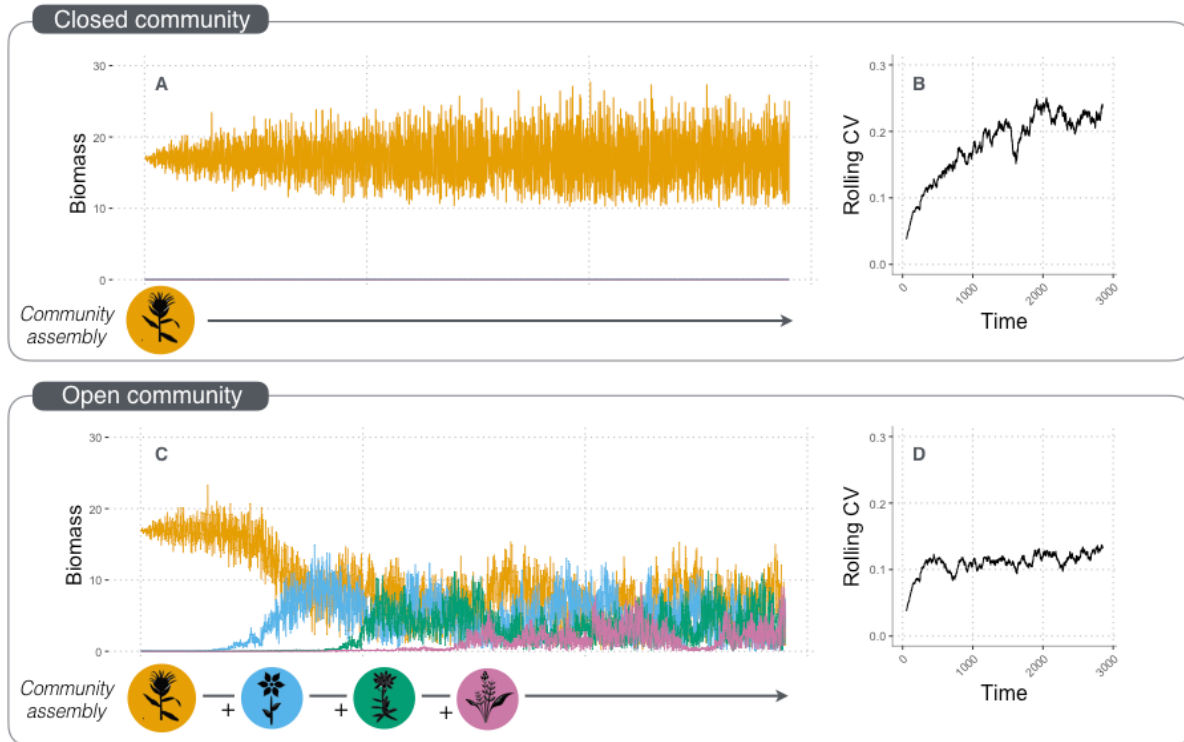 Closed community
A
30
20
10
0
Biomass
Community
assembly
B
0.3
0.2
0.1
0.0
Rolling CV
0
1000
2000
3000
Time
Open community
C
30
20
10
0
Biomass
Community
assembly
+
+
+
D
0.3
0.2
0.1
0.0
Rolling CV
0
1000
2000
3000
Time